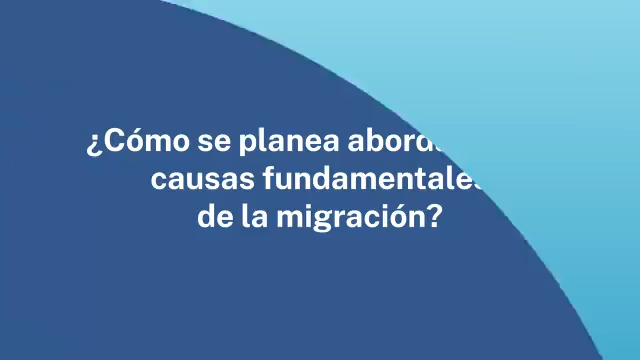 ¿Cómo se planea
causas fundamentales
de la migración?